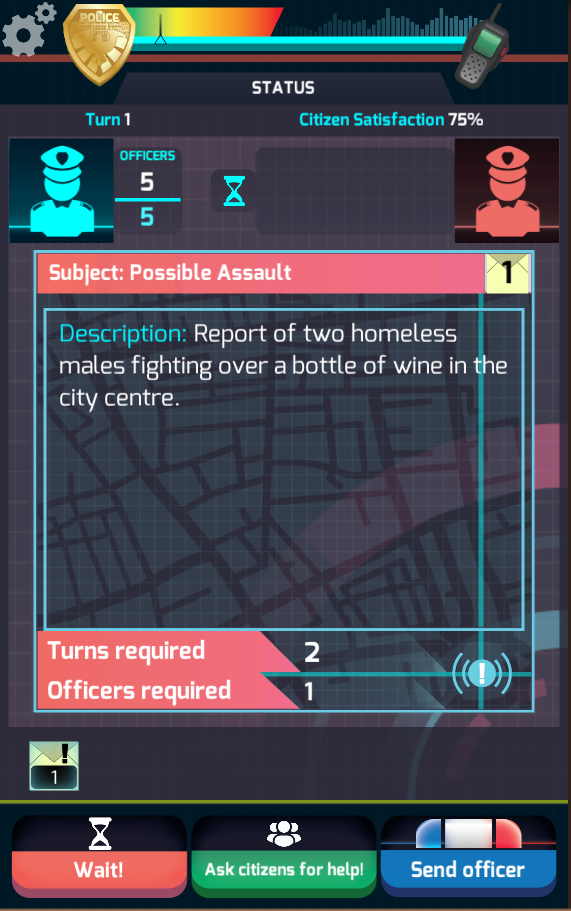 POLICE
STATUS
Turn 1
Citizen Satisfaction 75%
OFFICERS
5
5
Subject: Possible Assault
1
Description: Report of two homeless
males fighting over a bottle of wine in the
city centre.
Turns required 2
Officers required 1
!
!
1
Wait!
Ask citizens for help!
Send officer